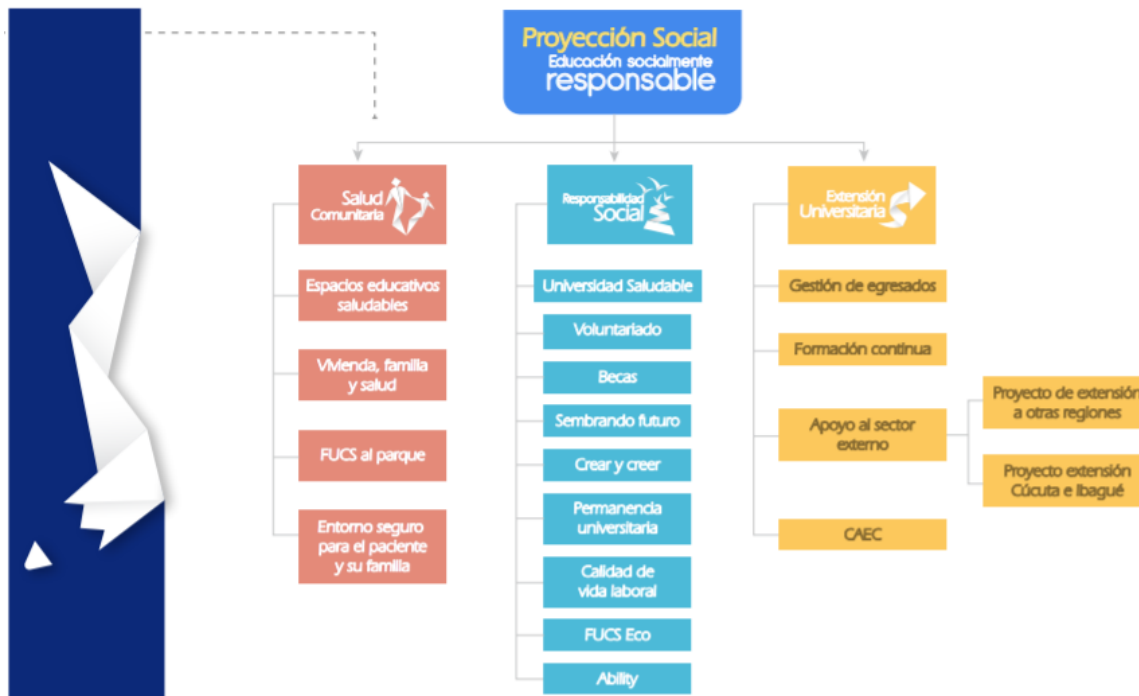 Proyección Social
Educación socialmente
responsable
Salud
Comunitaria
Espacios educativos
saludables
Vivienda, familia
y salud
FUCS al parque
Entorno seguro
para el paciente
y su familia
Responsabilidad
Social
Universidad Saludable
Voluntariado
Becas
Sembrando futuro
Crear y creer
Permanencia
universitaria
Calidad de
vida laboral
FUCS Eco
Ability
Extensión
Universitaria
Gestión de egresados
Formación continua
Apoyo al sector
externo
Proyecto de extensión
a otras regiones
Proyecto extensión
Cúcuta e Ibagué
CAEC